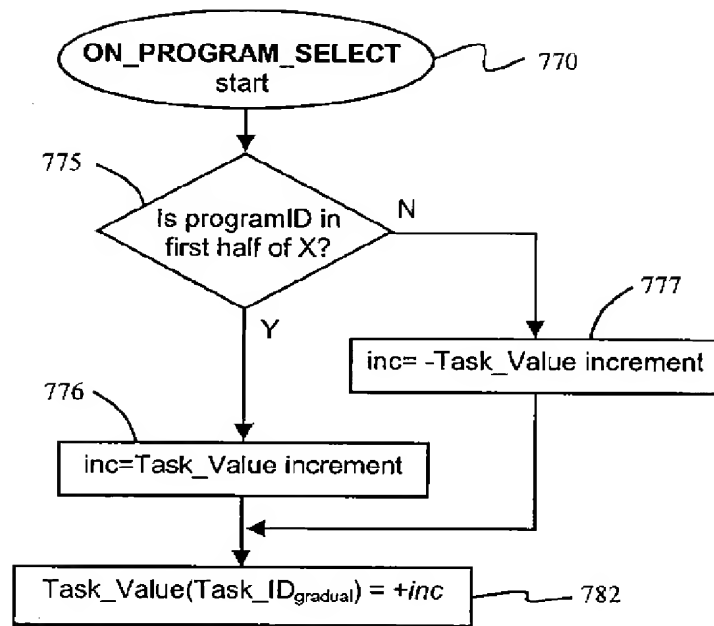 ON_PROGRAM_SELECT
start
770
775
Is programID in
first half of X?
N
Y
777
inc= -Task_Value increment
776
inc=Task_Value increment
Task_Value(Task_ID_gradual) = +inc
782